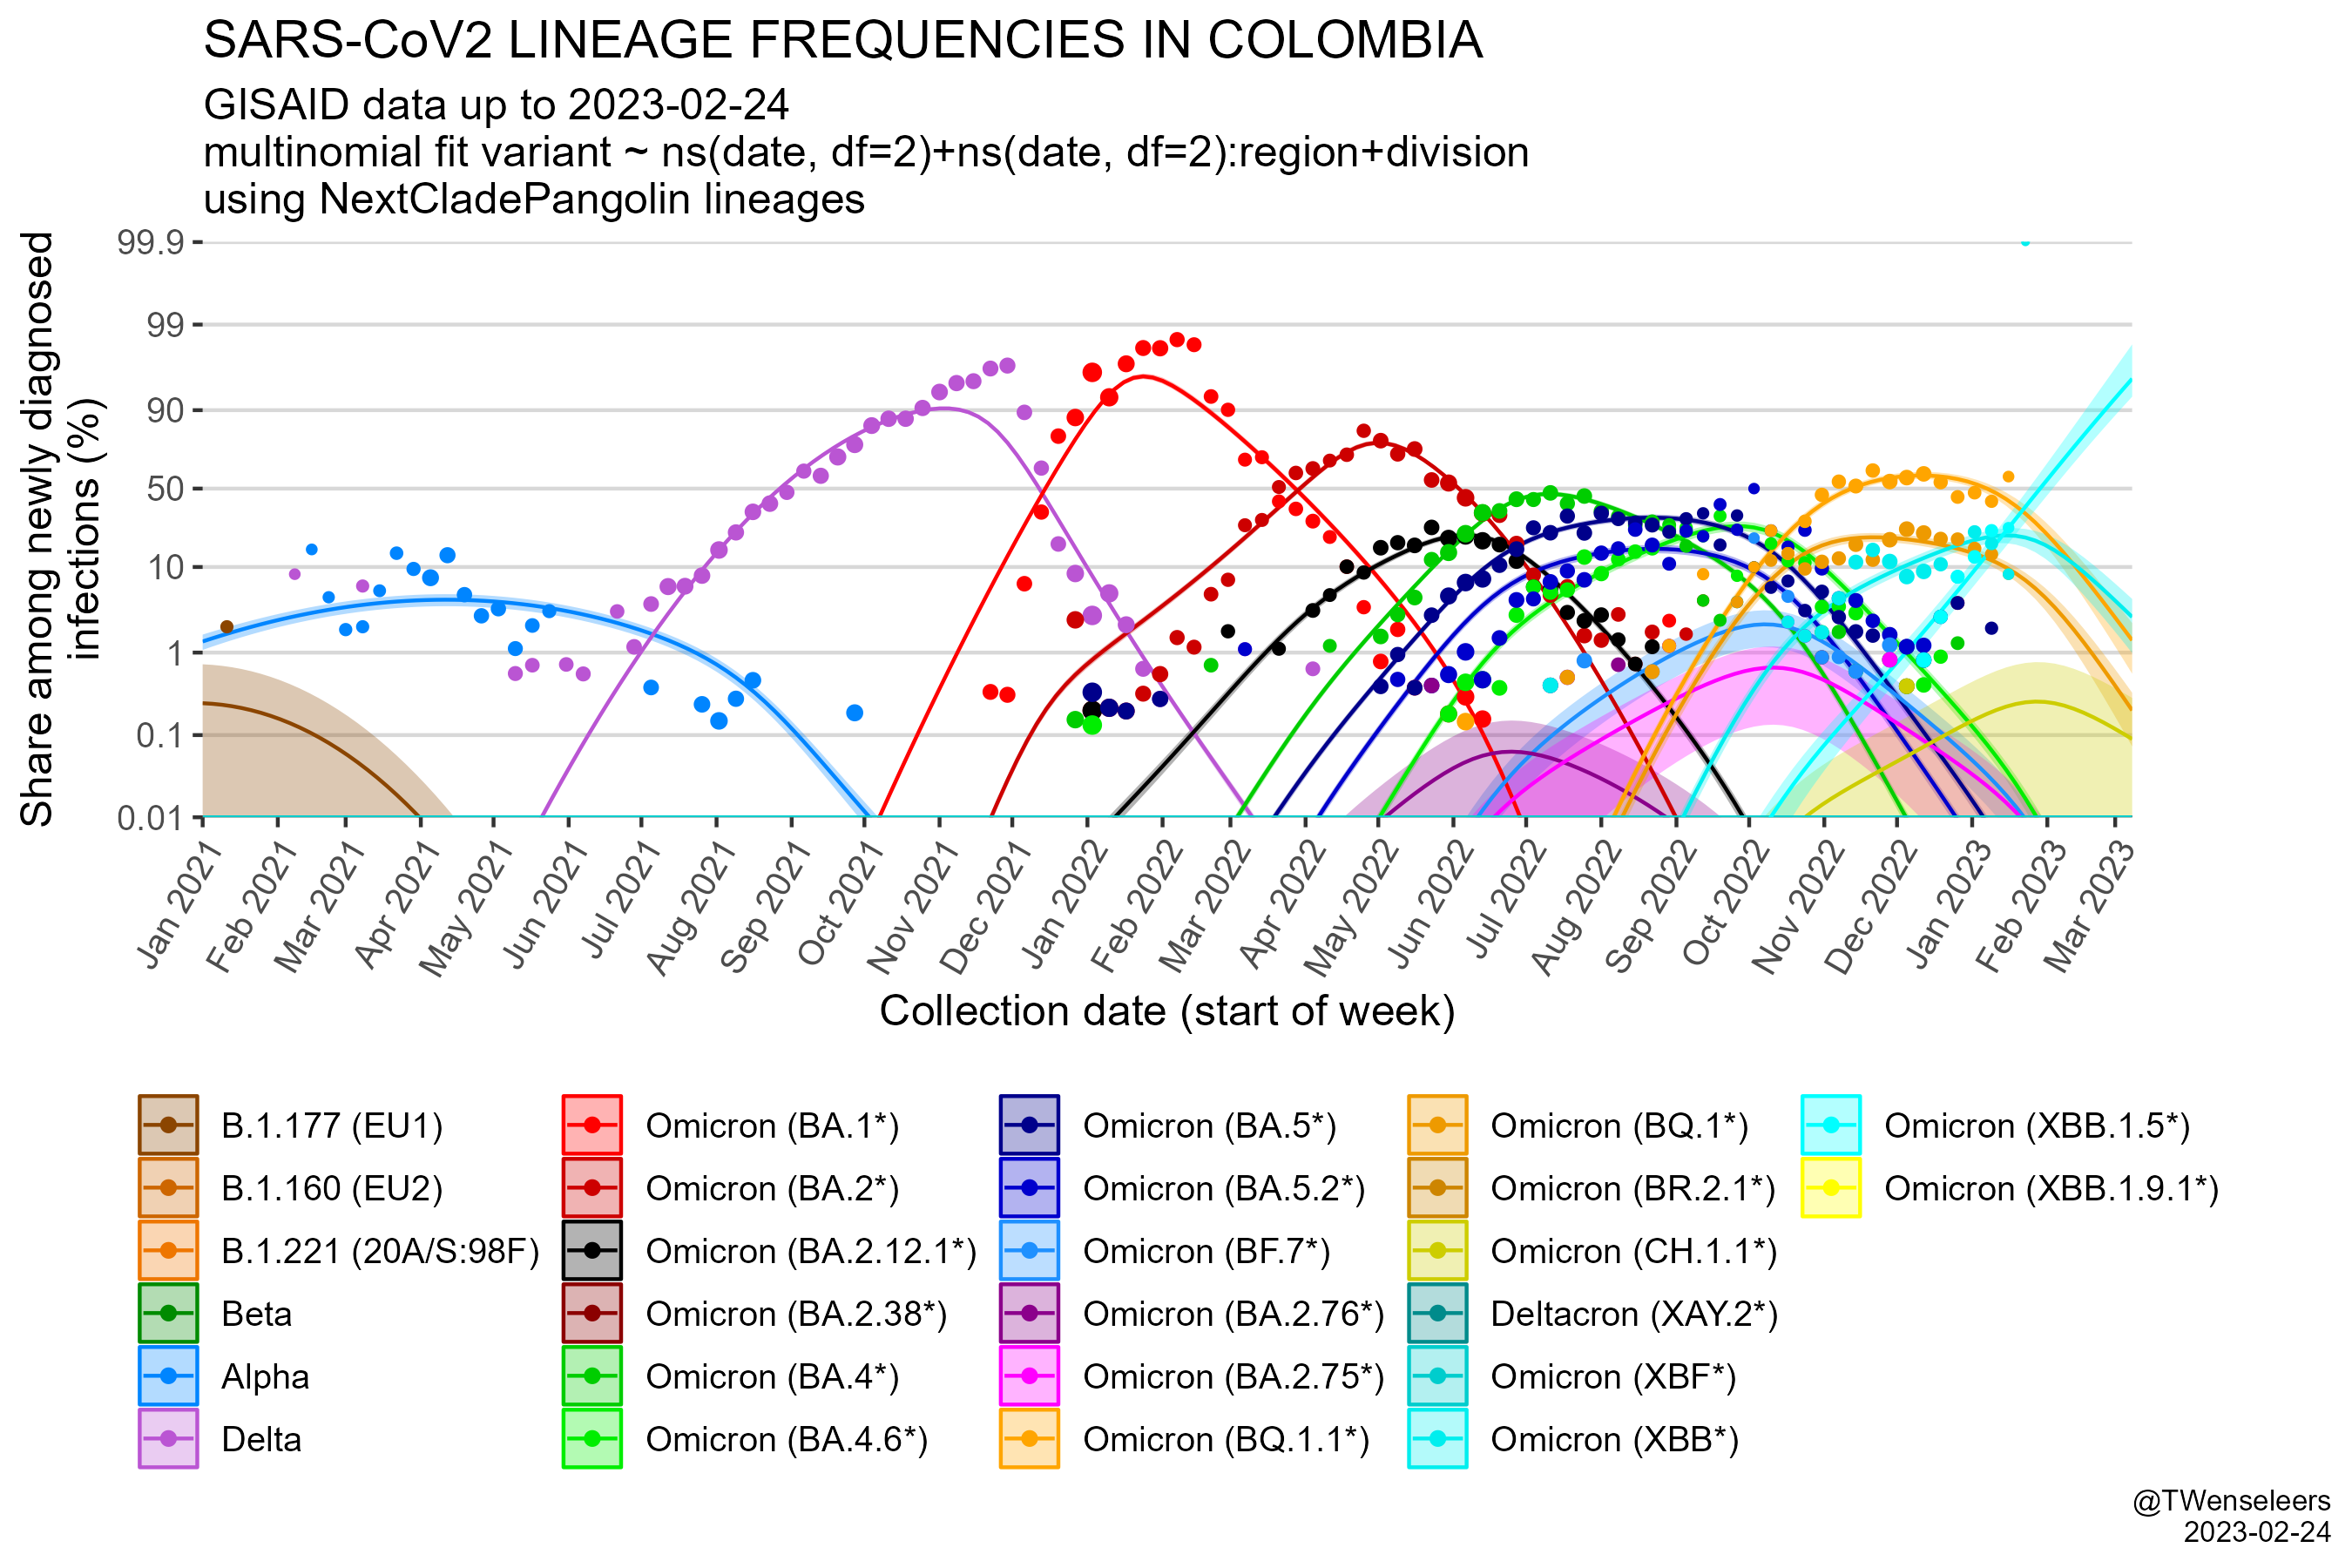 SARS-CoV2 LINEAGE FREQUENCIES IN COLOMBIA
GISAID data up to 2023-02-24
multinomial fit variant ~ ns(date, df=2)+ns(date, df=2):region+division
using NextCladePangolin lineages
Share among newly diagnosed
infections (%)
99.9
99
90
50
10
1
0.1
0.01
Jan 2021
Feb 2021
Mar 2021
Apr 2021
May 2021
Jun 2021
Jul 2021
Aug 2021
Sep 2021
Oct 2021
Nov 2021
Dec 2021
Jan 2022
Feb 2022
Mar 2022
Apr 2022
May 2022
Jun 2022
Jul 2022
Aug 2022
Sep 2022
Oct 2022
Nov 2022
Dec 2022
Jan 2023
Feb 2023
Mar 2023
Collection date (start of week)
B.1.177 (EU1)
B.1.160 (EU2)
B.1.221 (20A/S:98F)
Beta
Alpha
Delta
Omicron (BA.1*)
Omicron (BA.2*)
Omicron (BA.2.12.1*)
Omicron (BA.2.38*)
Omicron (BA.4*)
Omicron (BA.4.6*)
Omicron (BA.5*)
Omicron (BA.5.2*)
Omicron (BF.7*)
Omicron (BA.2.76*)
Omicron (BA.2.75*)
Omicron (BQ.1.1*)
Omicron (BQ.1*)
Omicron (BR.2.1*)
Omicron (CH.1.1*)
Deltacron (XAY.2*)
Omicron (XBF*)
Omicron (XBB*)
Omicron (XBB.1.5*)
Omicron (XBB.1.9.1*)
@TWenseleers
2023-02-24